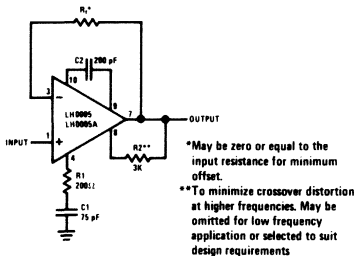 Rf*
C2
200 pF
10
3
LH0005
LH0005A
9
7
OUTPUT
INPUT
1
8
R2**
3K
4
R1
200Ω
C1
75 pF
*May be zero or equal to the
input resistance for minimum
offset.
**To minimize crossover distortion
at higher frequencies. May be
omitted for low frequency
application or selected to suit
design requirements